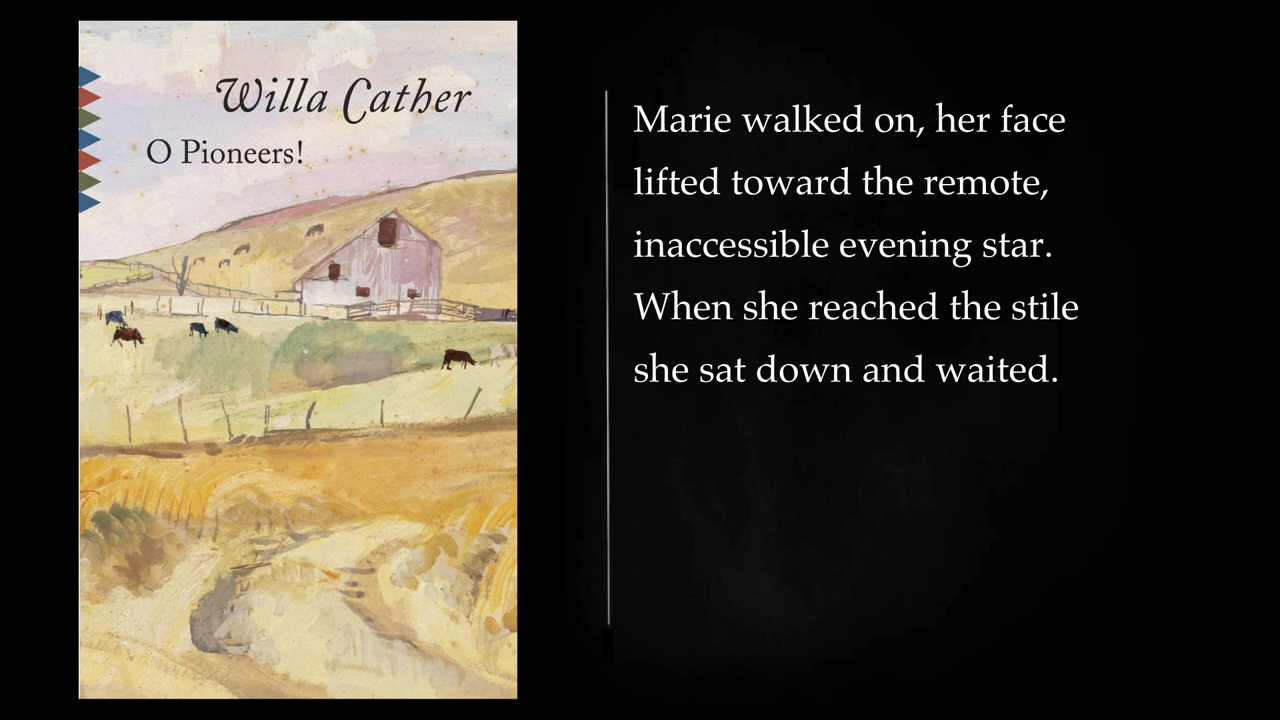 Willa Cather
O Pioneers!
Marie walked on, her face
lifted toward the remote,
inaccessible evening star.
When she reached the stile
she sat down and waited.